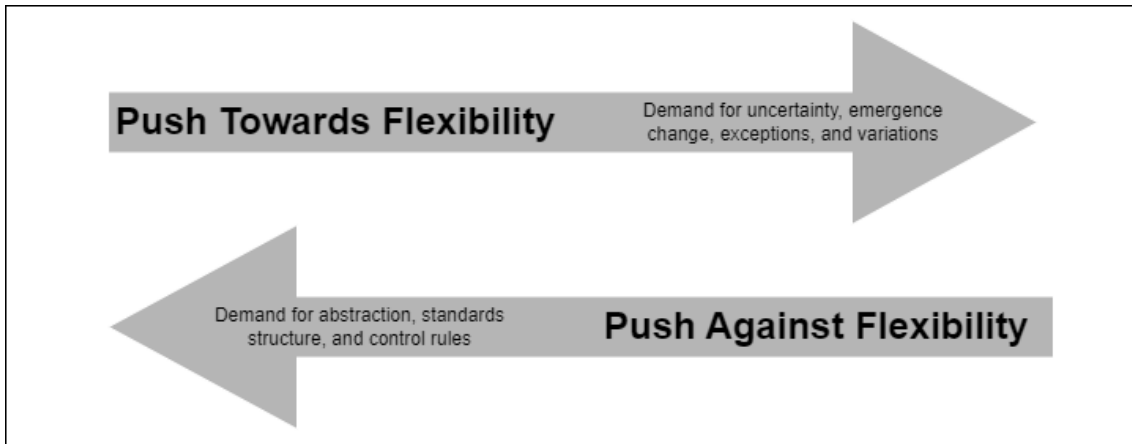 Push Towards Flexibility
Demand for uncertainty, emergence
change, exceptions, and variations
Demand for abstraction, standards
structure, and control rules
Push Against Flexibility